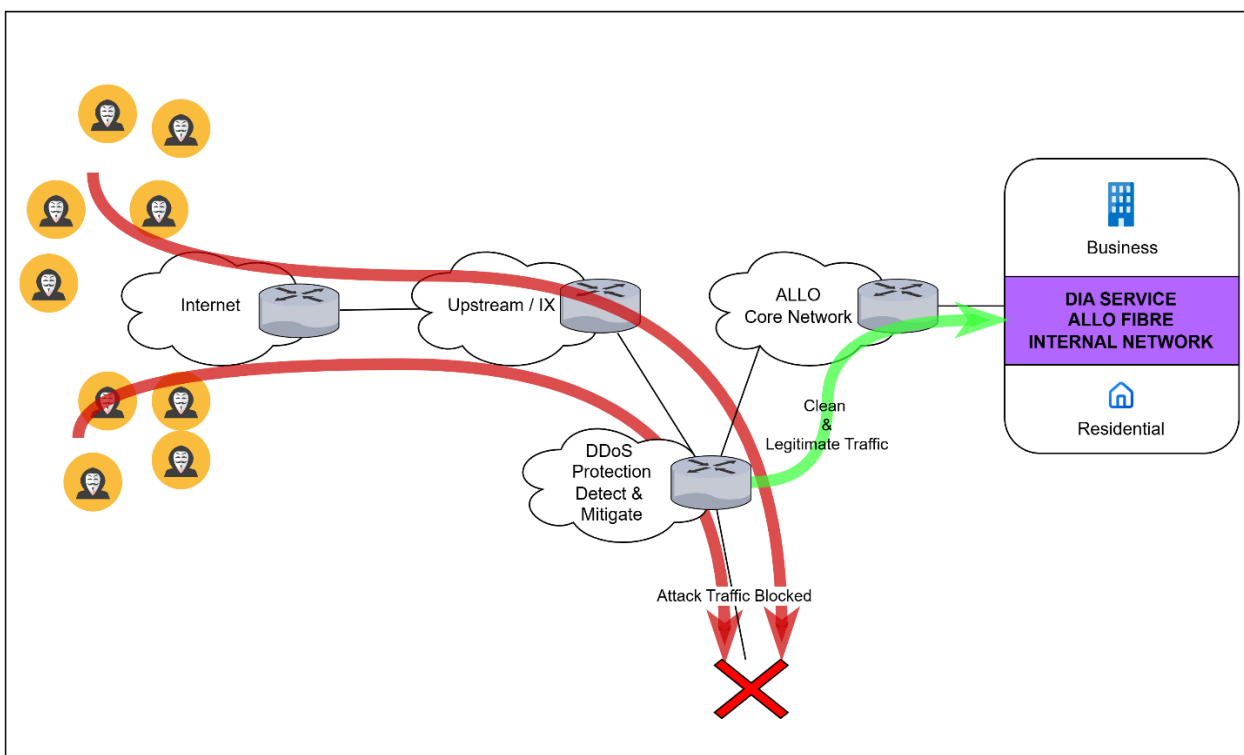 Internet
Upstream / IX
ALLO
Core Network
Business
DIA SERVICE
ALLO FIBRE
INTERNAL NETWORK
Residential
Clean
&
Legitimate Traffic
DDoS
Protection
Detect &
Mitigate
Attack Traffic Blocked